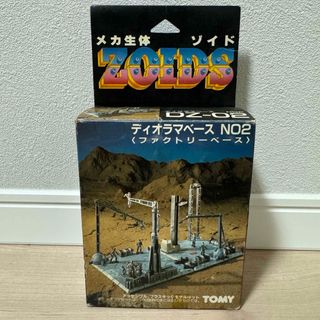 メカ生体 ゾイド
ZOIDS
DZ-02
ディオラマベース NO2
(ファクトリーベース)
TOMY